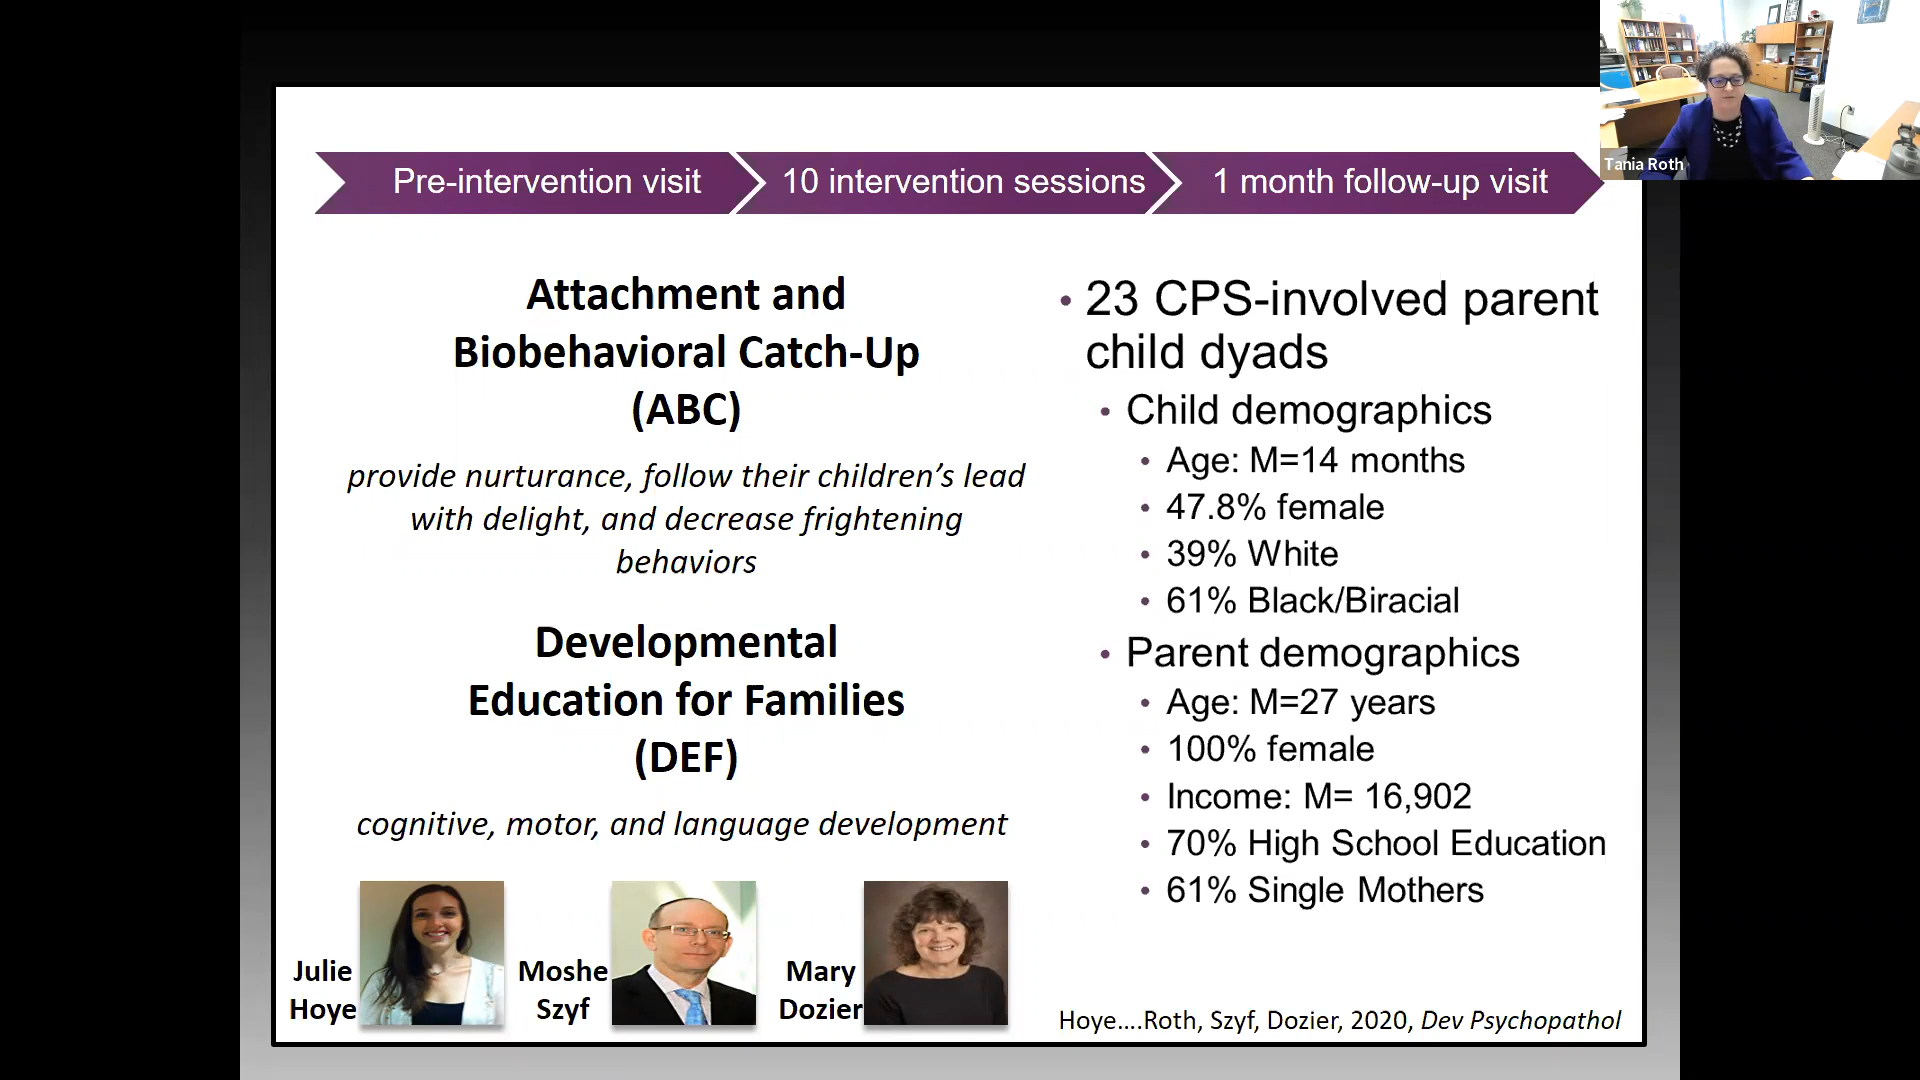 Pre-intervention visit
10 intervention sessions
1 month follow-up visit
Attachment and
Biobehavioral Catch-Up
(ABC)
provide nurturance, follow their children’s lead
with delight, and decrease frightening
behaviors
Developmental
Education for Families
(DEF)
cognitive, motor, and language development
Julie
Hoye
Moshe
Szyf
Mary
Dozier
• 23 CPS-involved parent
child dyads
• Child demographics
• Age: M=14 months
• 47.8% female
• 39% White
• 61% Black/Biracial
• Parent demographics
• Age: M=27 years
• 100% female
• Income: M= 16,902
• 70% High School Education
• 61% Single Mothers
Hoye....Roth, Szyf, Dozier, 2020, Dev Psychopathol
Tania Roth